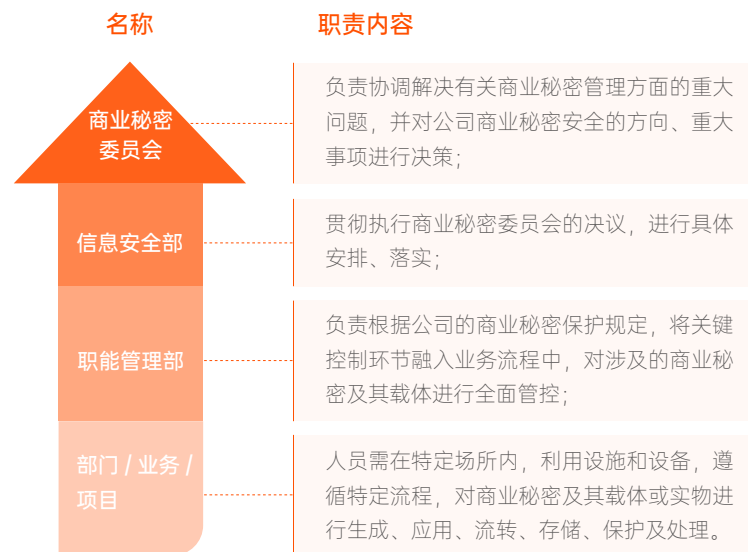 名称
职责内容
商业秘密
委员会
负责协调解决有关商业秘密管理方面的重大
问题，并对公司商业秘密安全的方向、重大
事项进行决策；
信息安全部
贯彻执行商业秘密委员会的决议，进行具体
安排、落实；
职能管理部
负责根据公司的商业秘密保护规定，将关键
控制环节融入业务流程中，对涉及的商业秘
密及其载体进行全面管控；
部门 / 业务 /
项目
人员需在特定场所内，利用设施和设备，遵
循特定流程，对商业秘密及其载体或实物进
行生成、应用、流转、存储、保护及处理。